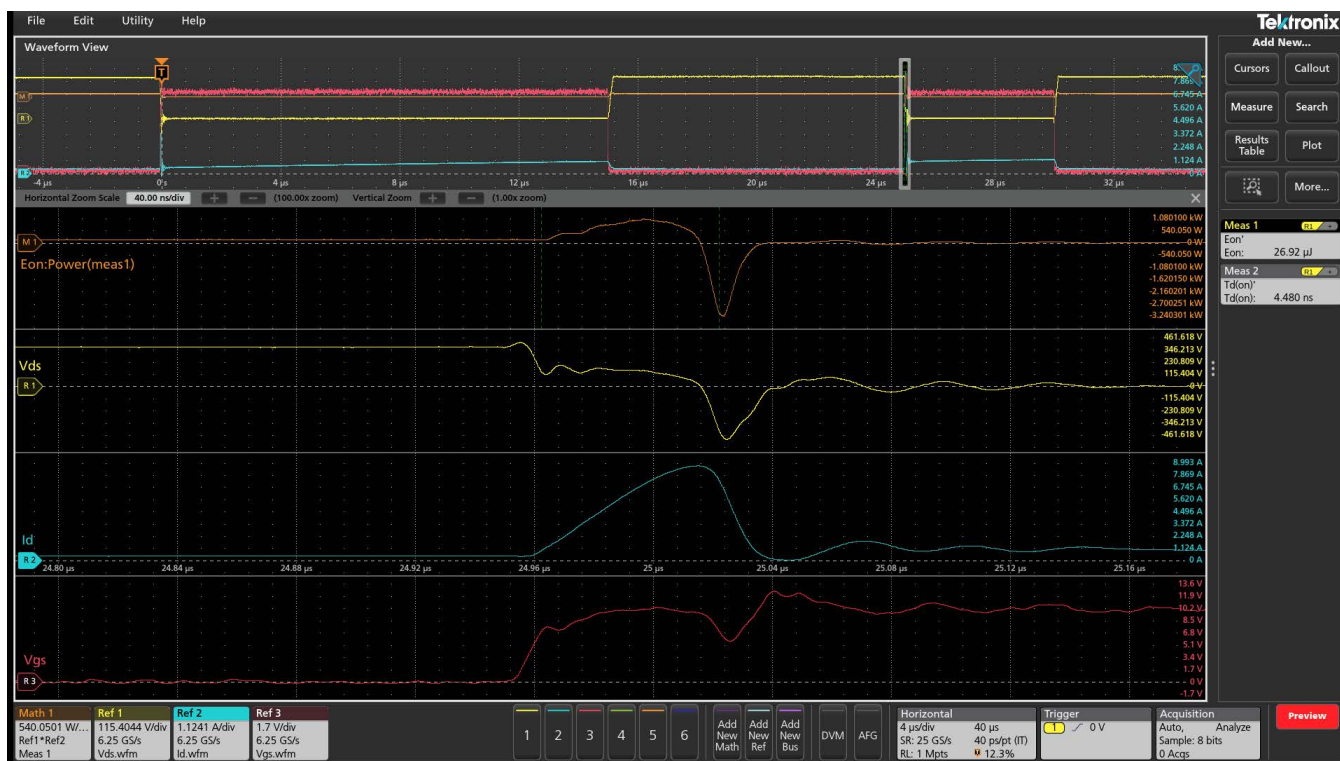 File Edit Utility Help
Tektronix
Waveform View
Add New...
Cursors Callout
Measure Search
Results Table Plot
More...
T
M 1
R 1
6.745 A
5.620 A
4.496 A
3.372 A
2.248 A
1.124 A
-4 µs 0 s 4 µs 8 µs 12 µs 16 µs 20 µs 24 µs 28 µs 32 µs
Horizontal Zoom Scale 40.00 ns/div + − (100.00x zoom) Vertical Zoom + − (1.00x zoom) X
M 1
Eon:Power(meas1)
1.080100 kW
540.050 W
0 W
-540.050 W
-1.080100 kW
-1.620150 kW
-2.160201 kW
-2.700251 kW
-3.240301 kW
Meas 1 R1
Eon'
Eon: 26.92 µJ
Meas 2 R1
Td(on)'
Td(on): 4.480 ns
Vds
R 1
461.618 V
346.213 V
230.809 V
115.404 V
0 V
-115.404 V
-230.809 V
-346.213 V
-461.618 V
Id
R 2
8.993 A
7.869 A
6.745 A
5.620 A
4.496 A
3.372 A
2.248 A
1.124 A
0 A
24.80 µs 24.84 µs 24.88 µs 24.92 µs 24.96 µs 25 µs 25.04 µs 25.08 µs 25.12 µs 25.16 µs
Vgs
R 3
13.6 V
11.9 V
10.2 V
8.5 V
6.8 V
5.1 V
3.4 V
1.7 V
0 V
-1.7 V
Math 1
540.0501 W/...
Ref1*Ref2
Meas 1
Ref 1
115.4044 V/div
6.25 GS/s
Vds.wfm
Ref 2
1.1241 A/div
6.25 GS/s
Id.wfm
Ref 3
1.7 V/div
6.25 GS/s
Vgs.wfm
1 2 3 4 5 6
Add New Math
Add New Ref
Add New Bus
DVM AFG
Horizontal
4 µs/div 40 µs
SR: 25 GS/s 40 ps/pt (IT)
RL: 1 Mpts 12.3%
Trigger
1 0 V
Acquisition
Auto, Analyze
Sample: 8 bits
0 Acqs
Preview